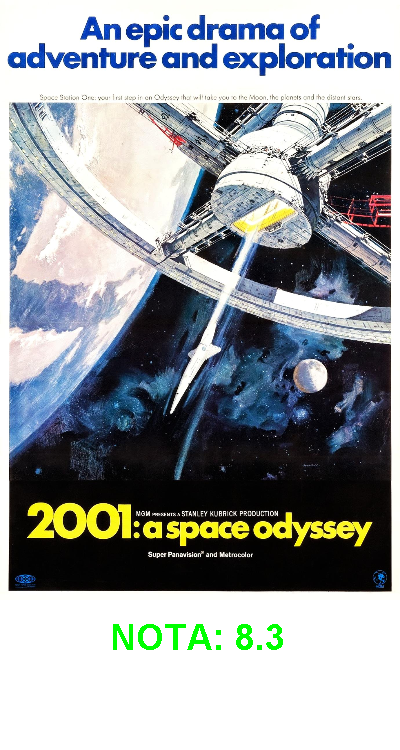 An epic drama of
adventure and exploration
Space Station One: your first step in an Odyssey that will take you to the Moon, the planets and the distant stars.
MGM PRESENTS A STANLEY KUBRICK PRODUCTION
2001: a space odyssey
Super Panavision® and Metrocolor
NOTA: 8.3